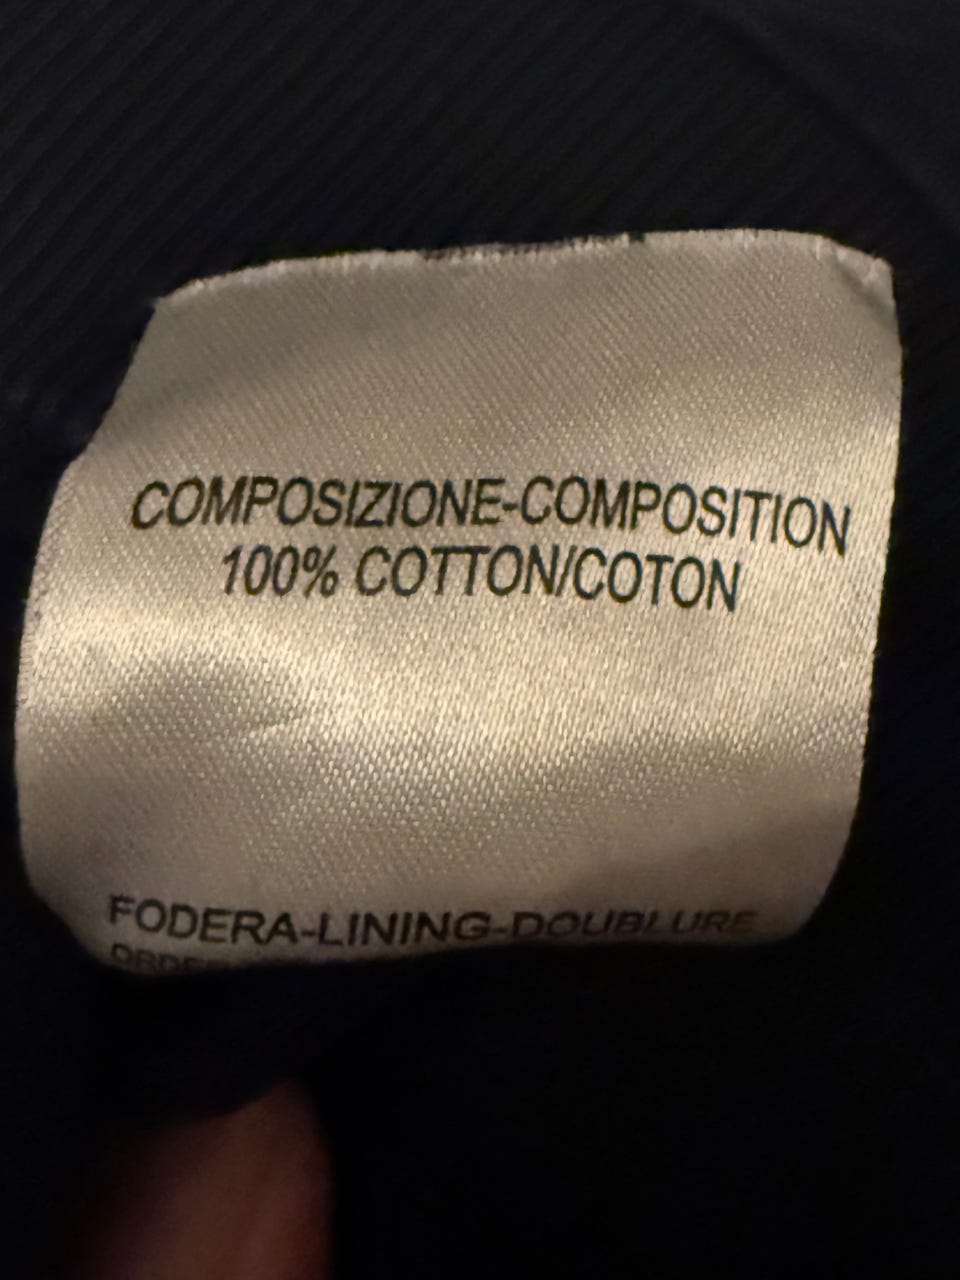 COMPOSIZIONE-COMPOSITION
100% COTTON/COTON
FODERA-LINING-DOUBLURE